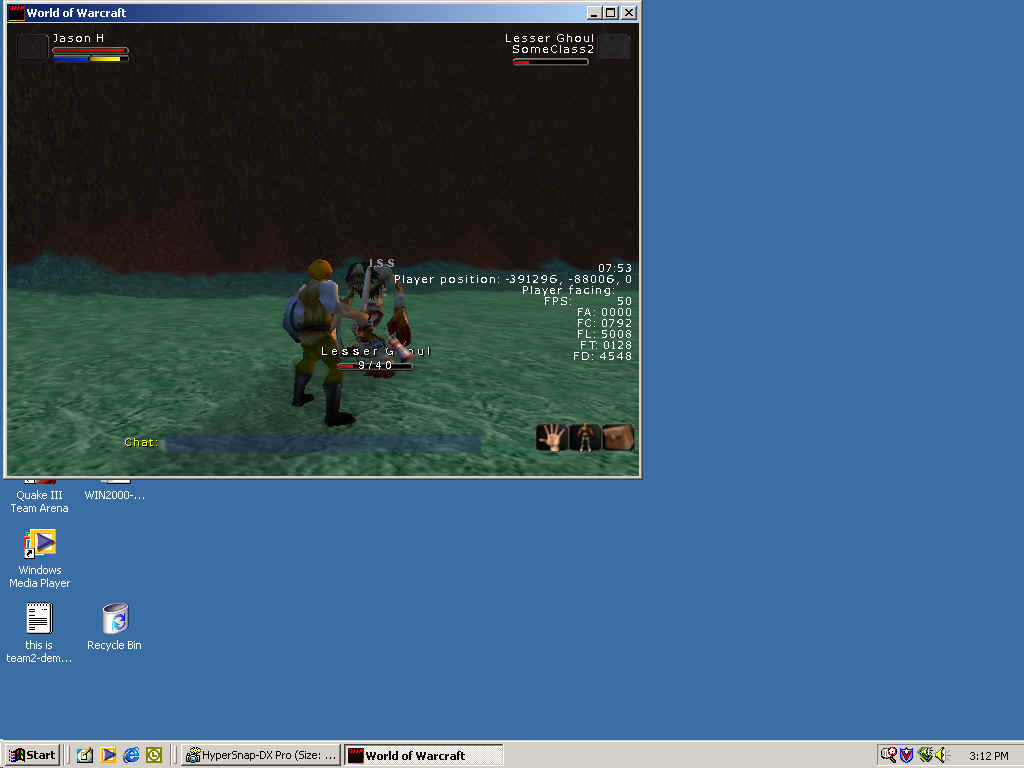 World of Warcraft
Jason H
Lesser Ghoul
SomeClass2
07:53
Player position: -391296, -88006, 0
Player facing:
FPS: 50
FA: 0000
FC: 0792
FL: 5008
FT: 0128
FD: 4548
Lesser Ghoul
9/40
Chat:
Quake III
Team Arena
WIN2000-...
Windows
Media Player
this is
team2-dem...
Recycle Bin
Start
HyperSnap-DX Pro (Size: ...
World of Warcraft
3:12 PM